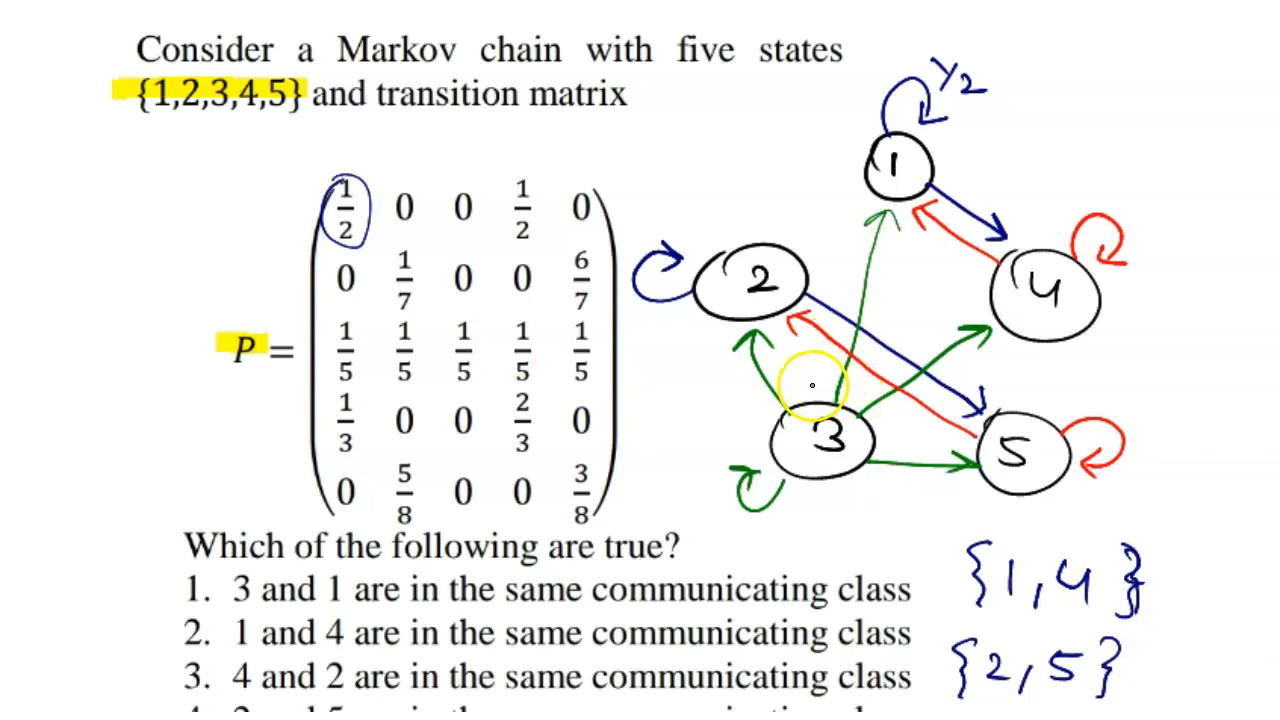 Consider a Markov chain with five states
{1,2,3,4,5} and transition matrix
P =
1/2 0 0 1/2 0
0 1/7 0 0 6/7
1/5 1/5 1/5 1/5 1/5
1/3 0 0 2/3 0
0 5/8 0 0 3/8
1/2
1
2
4
3
5
Which of the following are true?
1. 3 and 1 are in the same communicating class
2. 1 and 4 are in the same communicating class
3. 4 and 2 are in the same communicating class
{1,4}
{2,5}